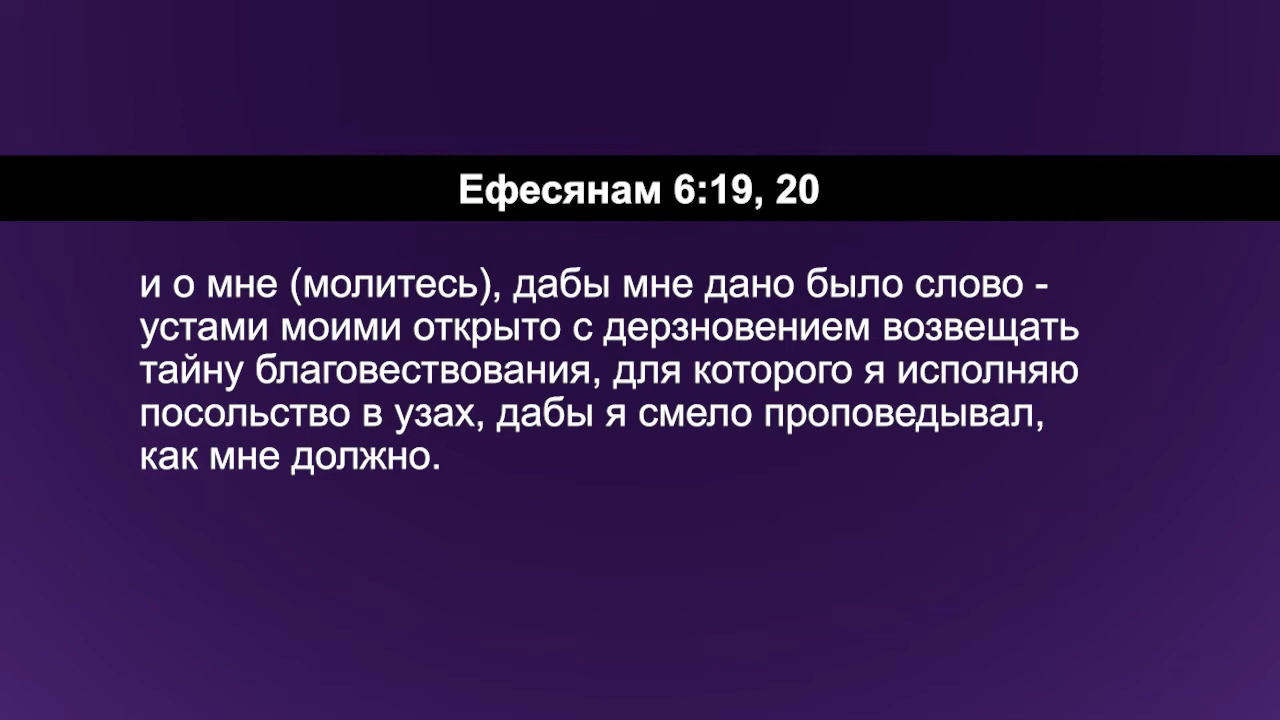 Ефесянам 6:19, 20
и о мне (молитесь), дабы мне дано было слово -
устами моими открыто с дерзновением возвещать
тайну благовествования, для которого я исполняю
посольство в узах, дабы я смело проповедывал,
как мне должно.